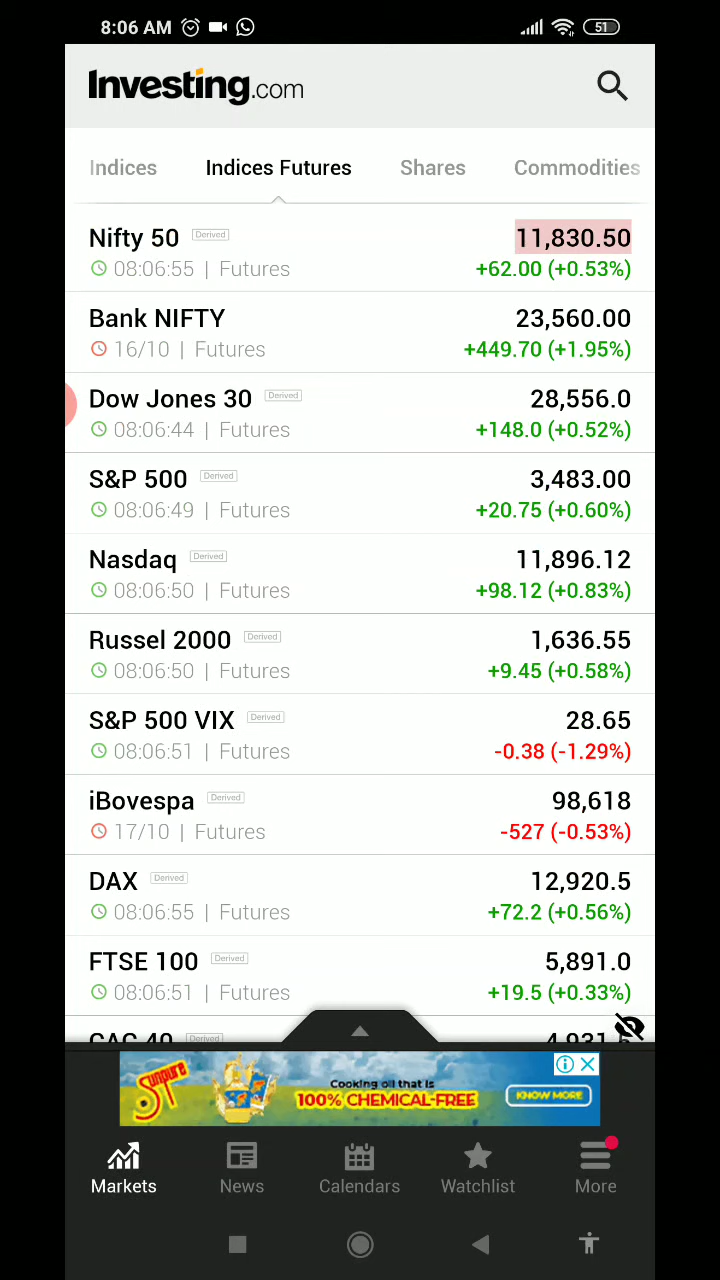 8:06 AM
51
Investing.com
Indices Indices Futures Shares Commodities
Nifty 50 Derived 11,830.50
08:06:55 | Futures +62.00 (+0.53%)
Bank NIFTY 23,560.00
16/10 | Futures +449.70 (+1.95%)
Dow Jones 30 Derived 28,556.0
08:06:44 | Futures +148.0 (+0.52%)
S&P 500 Derived 3,483.00
08:06:49 | Futures +20.75 (+0.60%)
Nasdaq Derived 11,896.12
08:06:50 | Futures +98.12 (+0.83%)
Russel 2000 Derived 1,636.55
08:06:50 | Futures +9.45 (+0.58%)
S&P 500 VIX Derived 28.65
08:06:51 | Futures -0.38 (-1.29%)
iBovespa Derived 98,618
17/10 | Futures -527 (-0.53%)
DAX Derived 12,920.5
08:06:55 | Futures +72.2 (+0.56%)
FTSE 100 Derived 5,891.0
08:06:51 | Futures +19.5 (+0.33%)
CAC 40 Derived
Sunpure
Cooking oil that is
100% CHEMICAL-FREE
KNOW MORE
Markets News Calendars Watchlist More